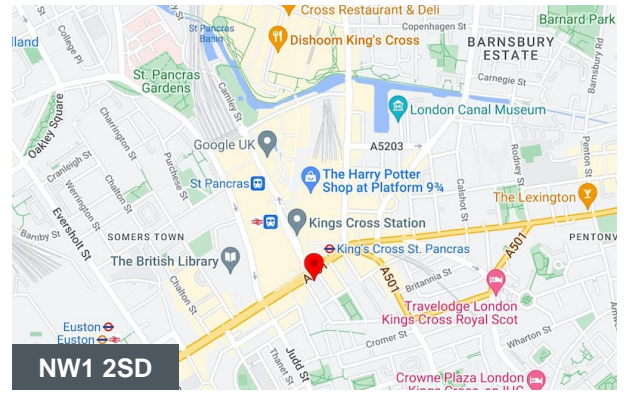 Cross Restaurant & Deli
Copenhagen St
Barnard Park
St Pancras
Basin
Dishoom King's Cross
BARNSBURY
ESTATE
lland
College Pl
St. Pancras
Gardens
Camley St
Carnegie St
Barnsbury Rd
London Canal Museum
Oakley Square
Charrington St
Google UK
A5203
Penton St
Rodney St
Purchese St
Cranleigh St
The Harry Potter
Shop at Platform 9¾
St Pancras
Calshot St
The Lexington
Werrington St
Chalton St
Eversholt St
Kings Cross Station
Barnby St
SOMERS TOWN
King's Cross St. Pancras
A501
PENTONV
The British Library
A501
Britannia St
Chalton St
Travelodge London
Kings Cross Royal Scot
Euston
Euston
Cromer St
Wharton St
Judd St
Thanet St
NW1 2SD
Crowne Plaza London